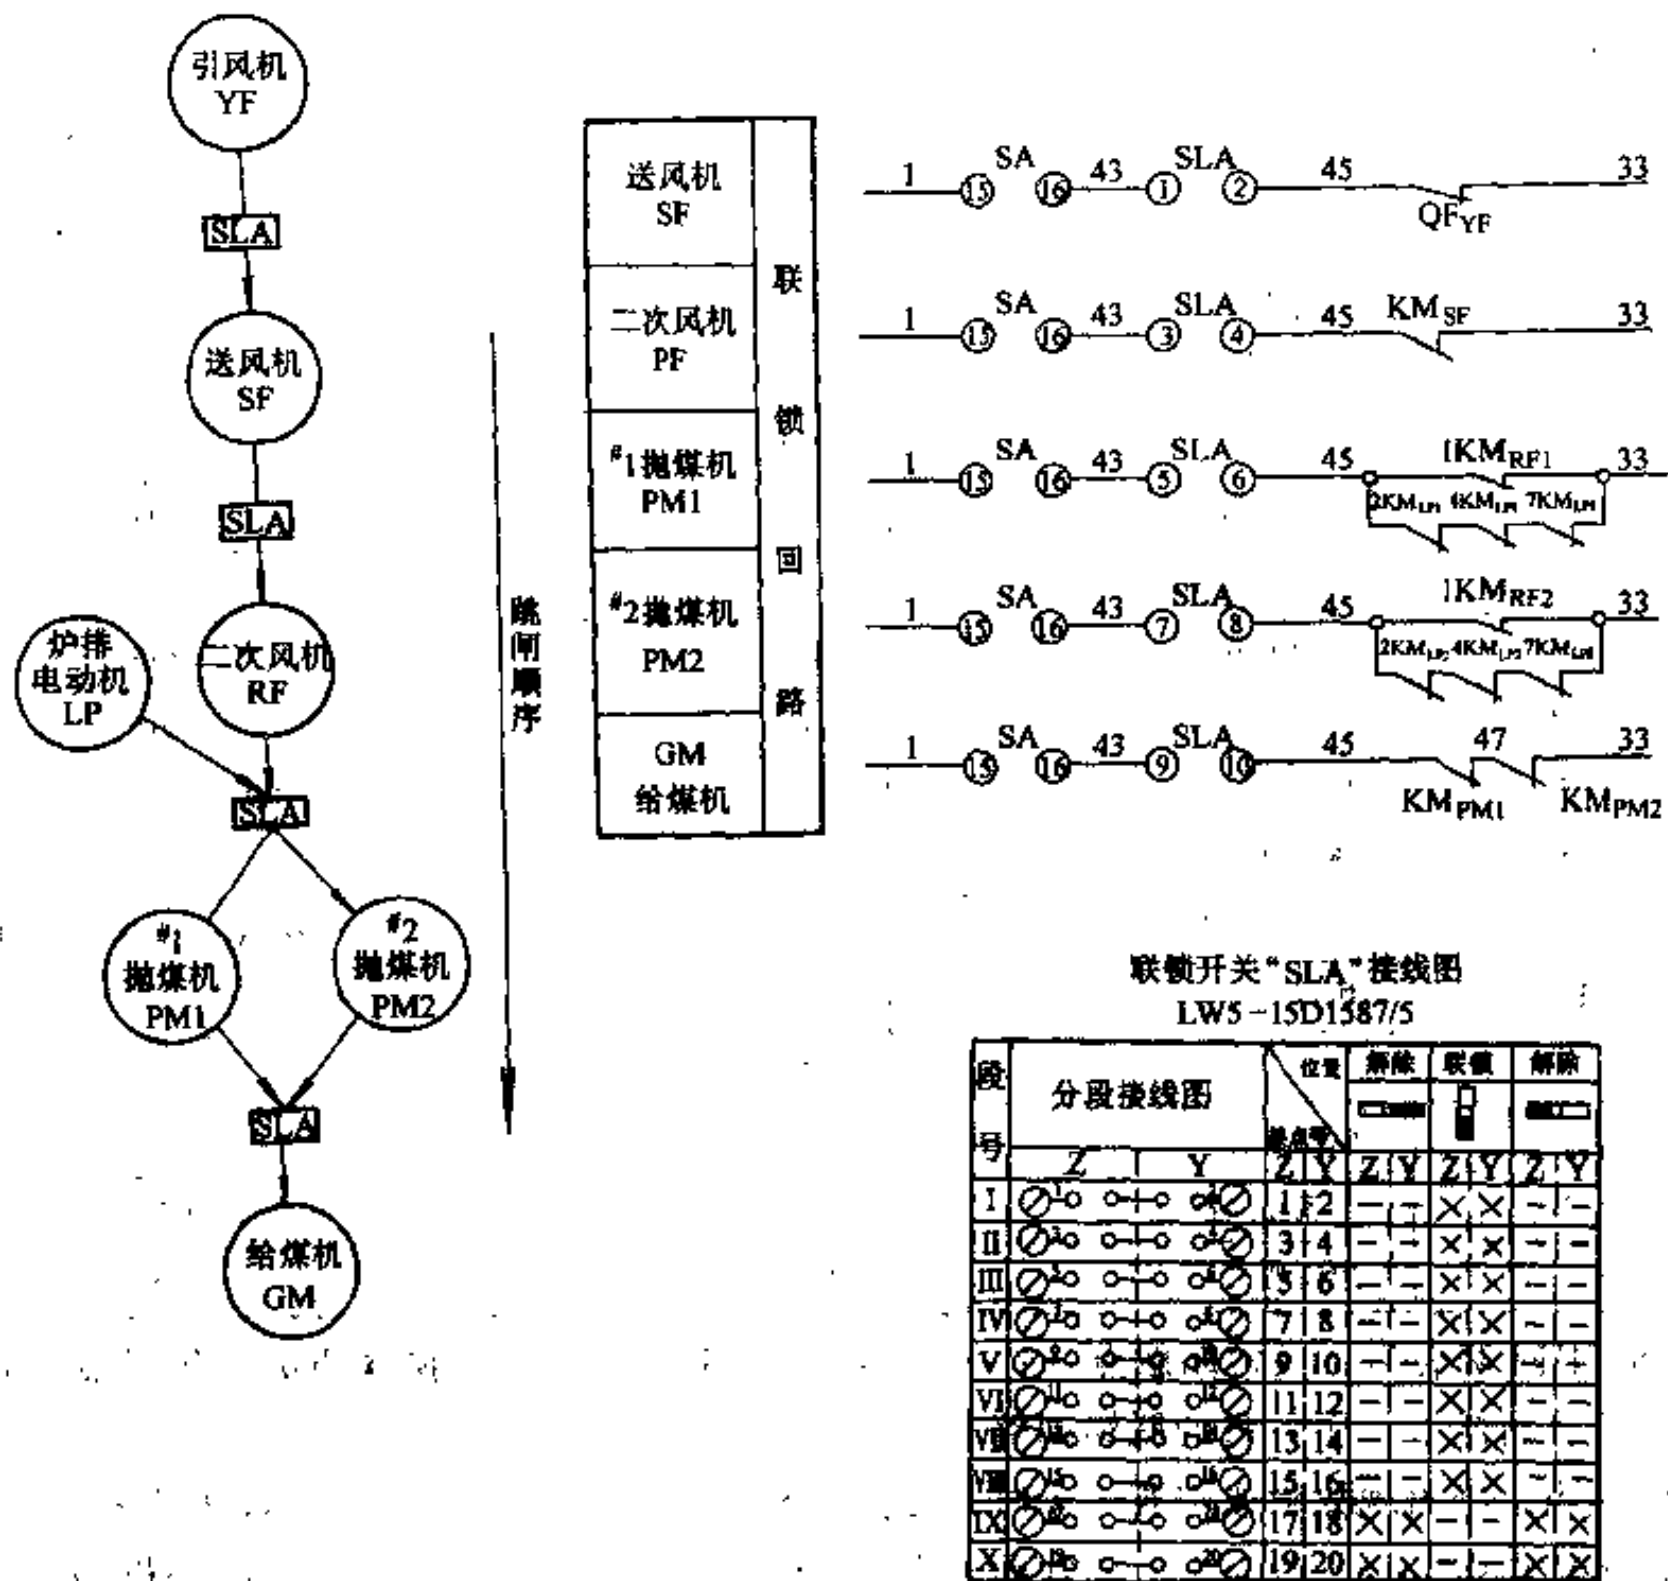 引风机
YF
SLA
送风机
SF
SLA
二次风机
RF
炉排
电动机
LP
SLA
#1
抛煤机
PM1
#2
抛煤机
PM2
SLA
给煤机
GM
跳闸顺序
送风机
SF
二次风机
PF
#1抛煤机
PM1
#2抛煤机
PM2
GM
给煤机
联锁回路
1 15 SA 16 43 1 SLA 2 45 QFYF 33
1 15 SA 16 43 3 SLA 4 45 KMSF 33
1 15 SA 16 43 5 SLA 6 45 1KMRF1 33
2KMLP1 4KMLP1 7KMLP1
1 15 SA 16 43 7 SLA 8 45 1KMRF2 33
2KMLP2 4KMLP2
1 15 SA 16 43 9 SLA 10 45 47 33
KMPM1 KMPM2
联锁开关“SLA”接线图
LW5-15D1587/5
段号 分段接线图 位置 解除 联锁 解除
Z Y Z Y Z Y Z Y Z Y
I 1 2 - - × × - -
II 3 4 - - × × - -
III 5 6 - - × × - -
IV 7 8 - - × × - -
V 9 10 - - × × - -
VI 11 12 - - × × - -
VII 13 14 - - × × - -
VIII 15 16 - - × × - -
IX 17 18 × × - - × ×
X 19 20 × × - - × ×